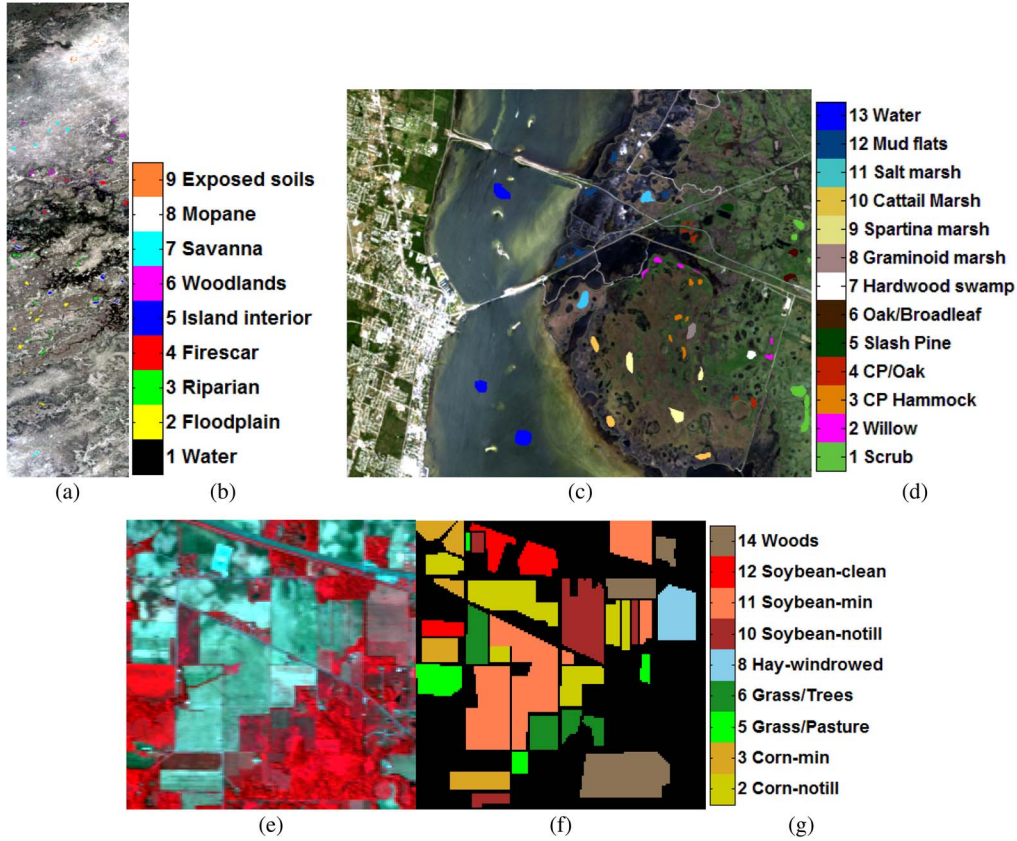 9 Exposed soils
8 Mopane
7 Savanna
6 Woodlands
5 Island interior
4 Firescar
3 Riparian
2 Floodplain
1 Water
(a)
(b)
13 Water
12 Mud flats
11 Salt marsh
10 Cattail Marsh
9 Spartina marsh
8 Graminoid marsh
7 Hardwood swamp
6 Oak/Broadleaf
5 Slash Pine
4 CP/Oak
3 CP Hammock
2 Willow
1 Scrub
(c)
(d)
14 Woods
12 Soybean-clean
11 Soybean-min
10 Soybean-notill
8 Hay-windrowed
6 Grass/Trees
5 Grass/Pasture
3 Corn-min
2 Corn-notill
(e)
(f)
(g)